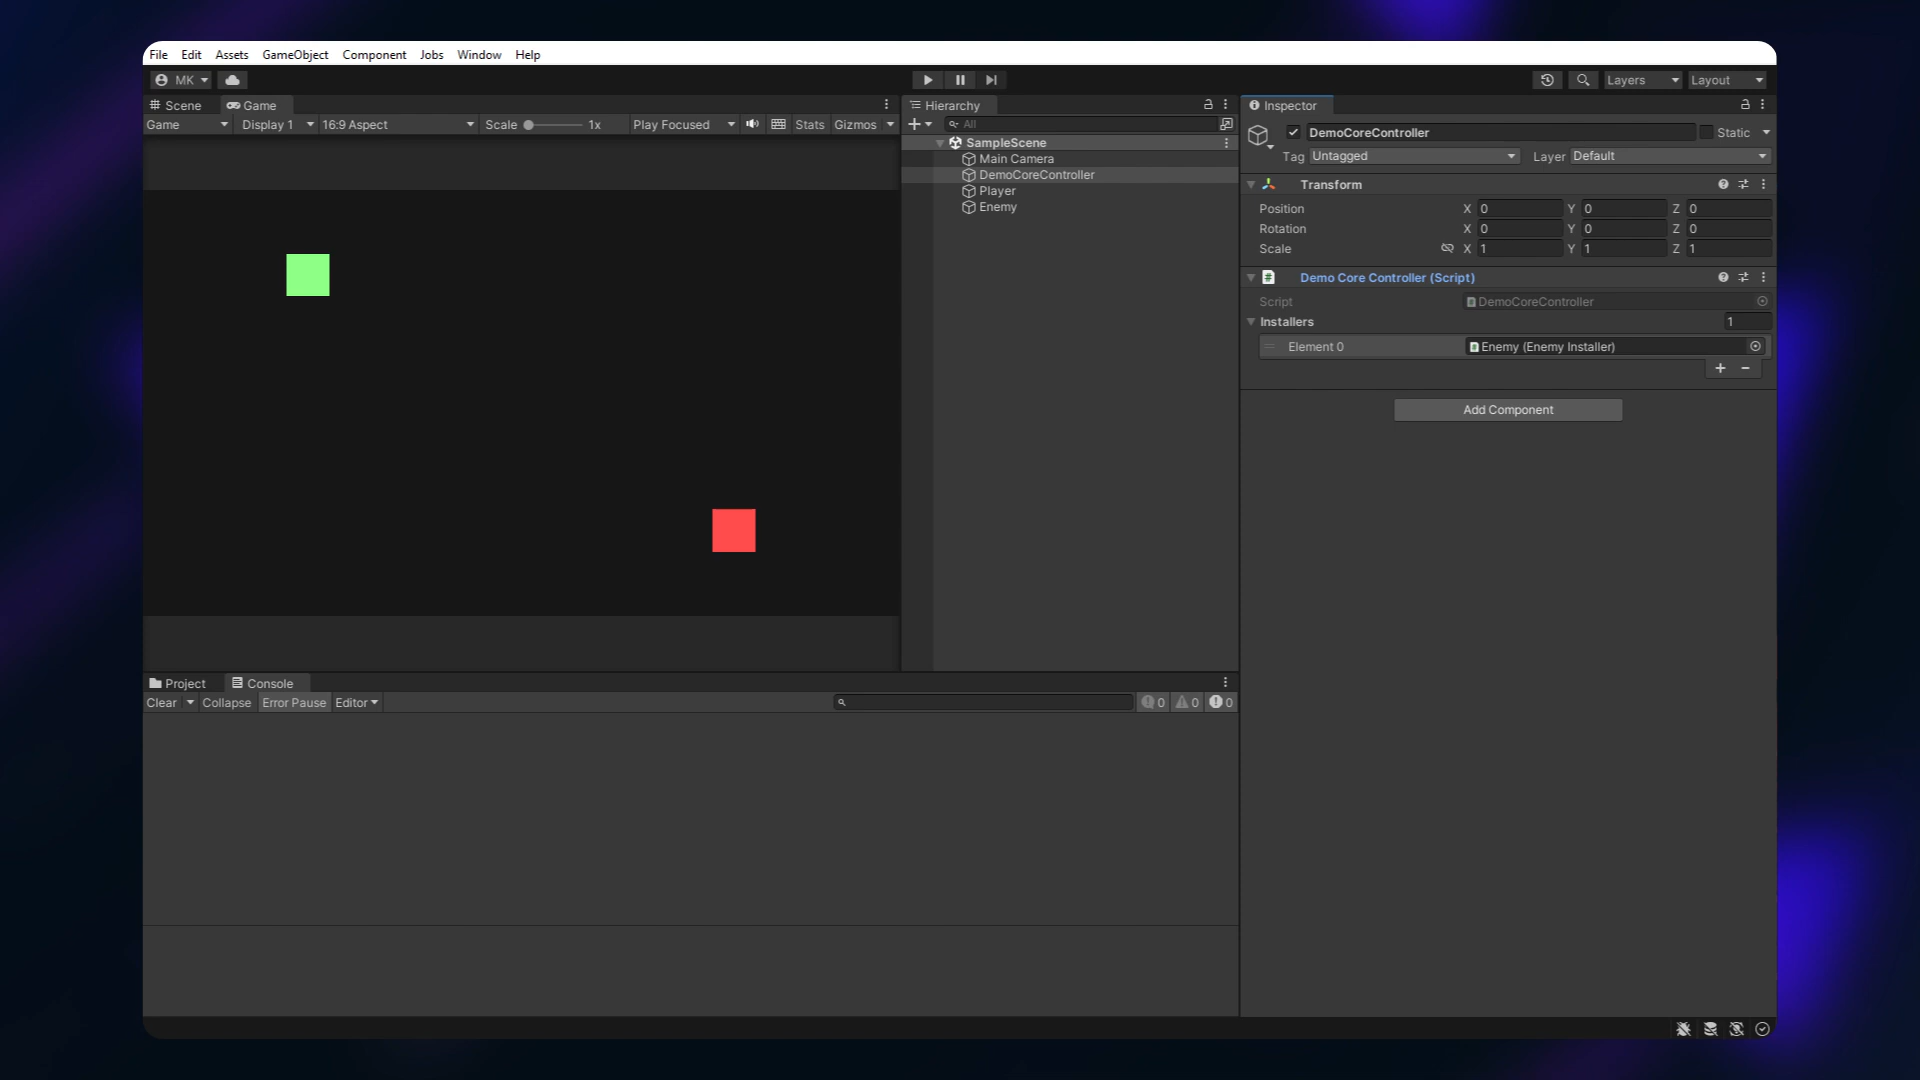 File Edit Assets GameObject Component Jobs Window Help
MK
Layers Layout
Scene Game
Game Display 1 16:9 Aspect Scale 1x Play Focused Stats Gizmos
Hierarchy
All
SampleScene
Main Camera
DemoCoreController
Player
Enemy
Inspector
DemoCoreController Static
Tag Untagged Layer Default
Transform
Position X 0 Y 0 Z 0
Rotation X 0 Y 0 Z 0
Scale X 1 Y 1 Z 1
Demo Core Controller (Script)
Script DemoCoreController
Installers 1
Element 0 Enemy (Enemy Installer)
Add Component
Project Console
Clear Collapse Error Pause Editor 0 0 0